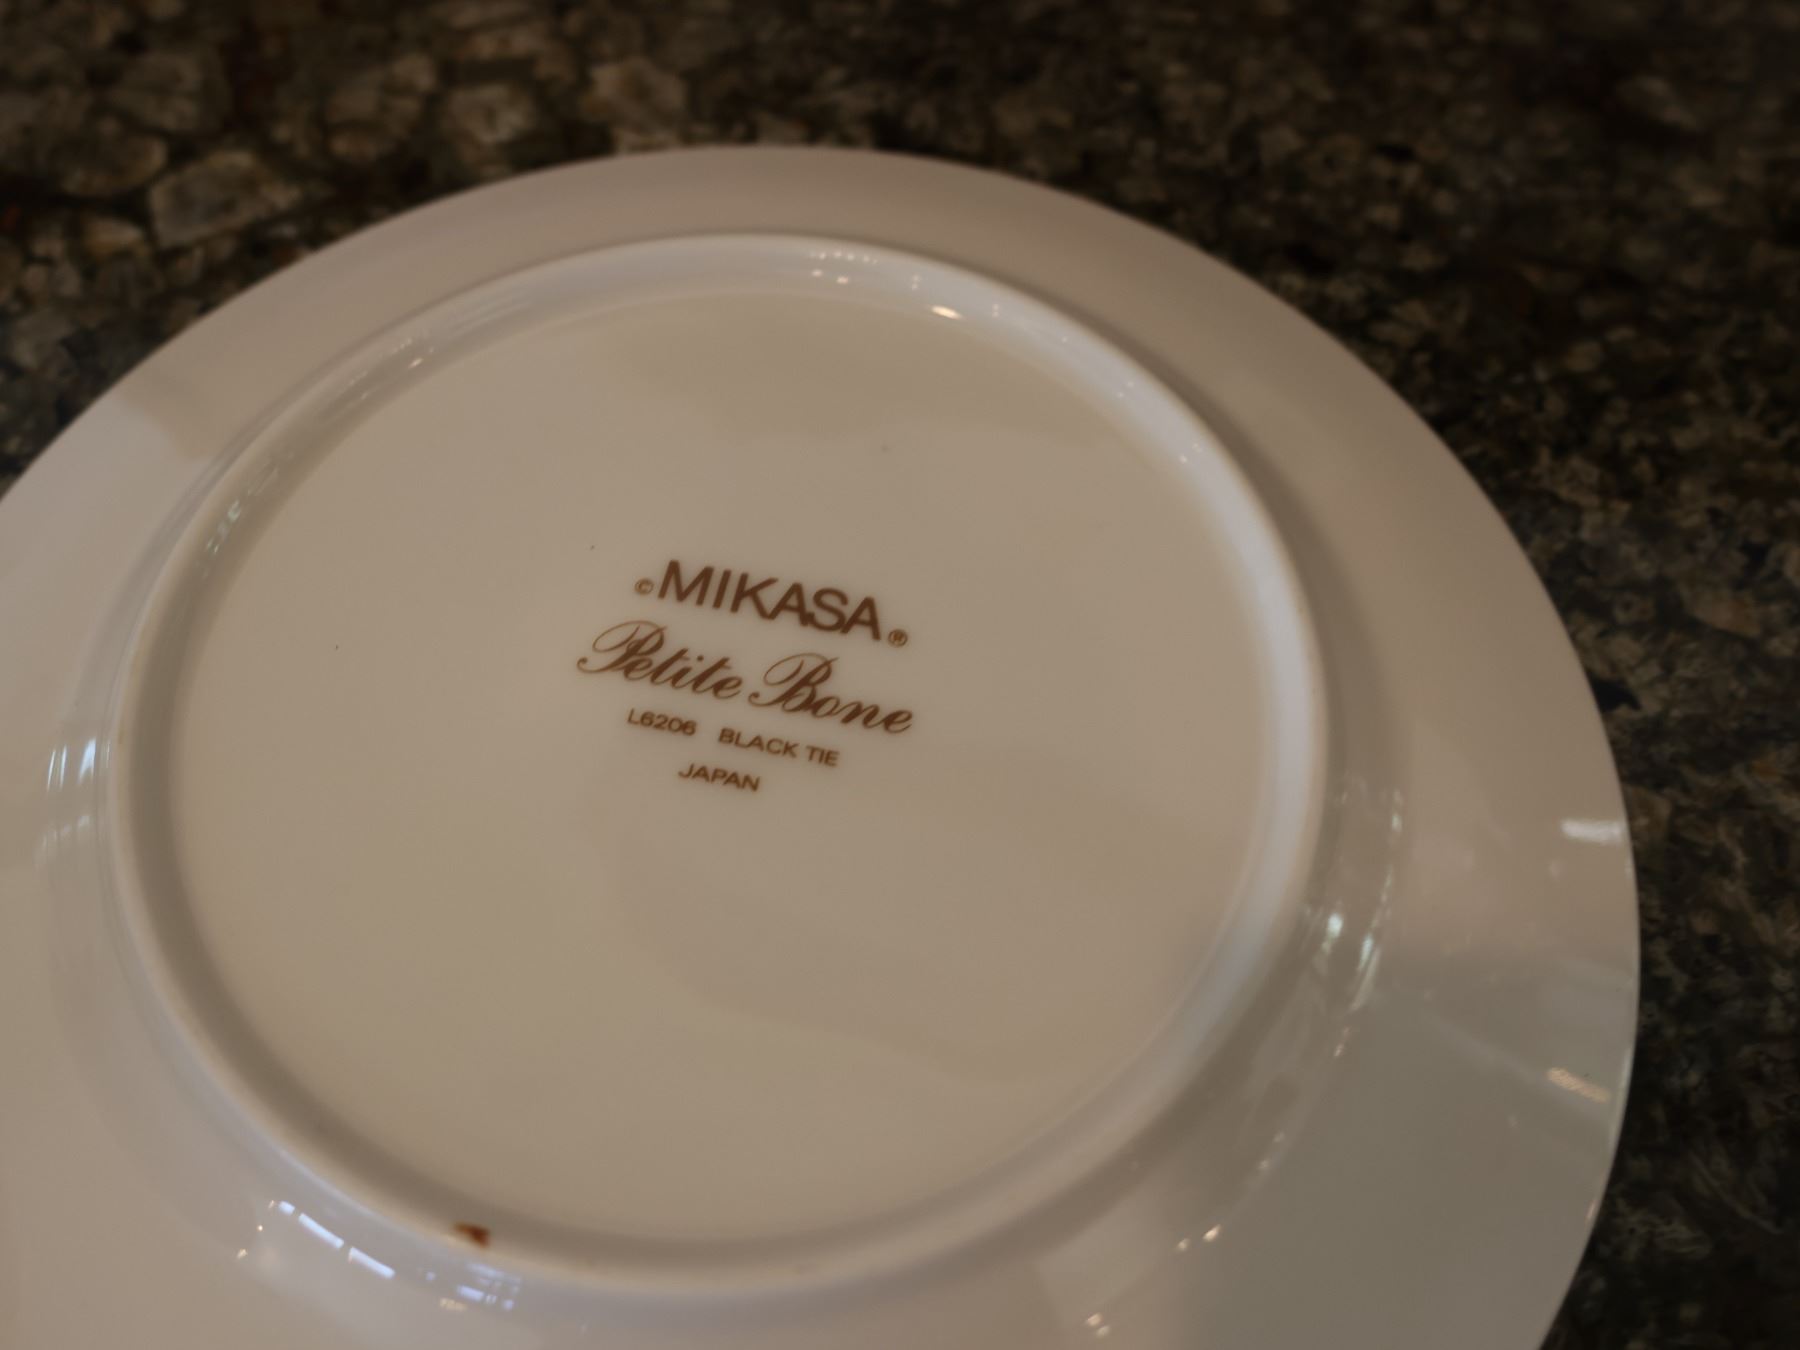 ©MIKASA®
Petite Bone
L6206 BLACK TIE
JAPAN